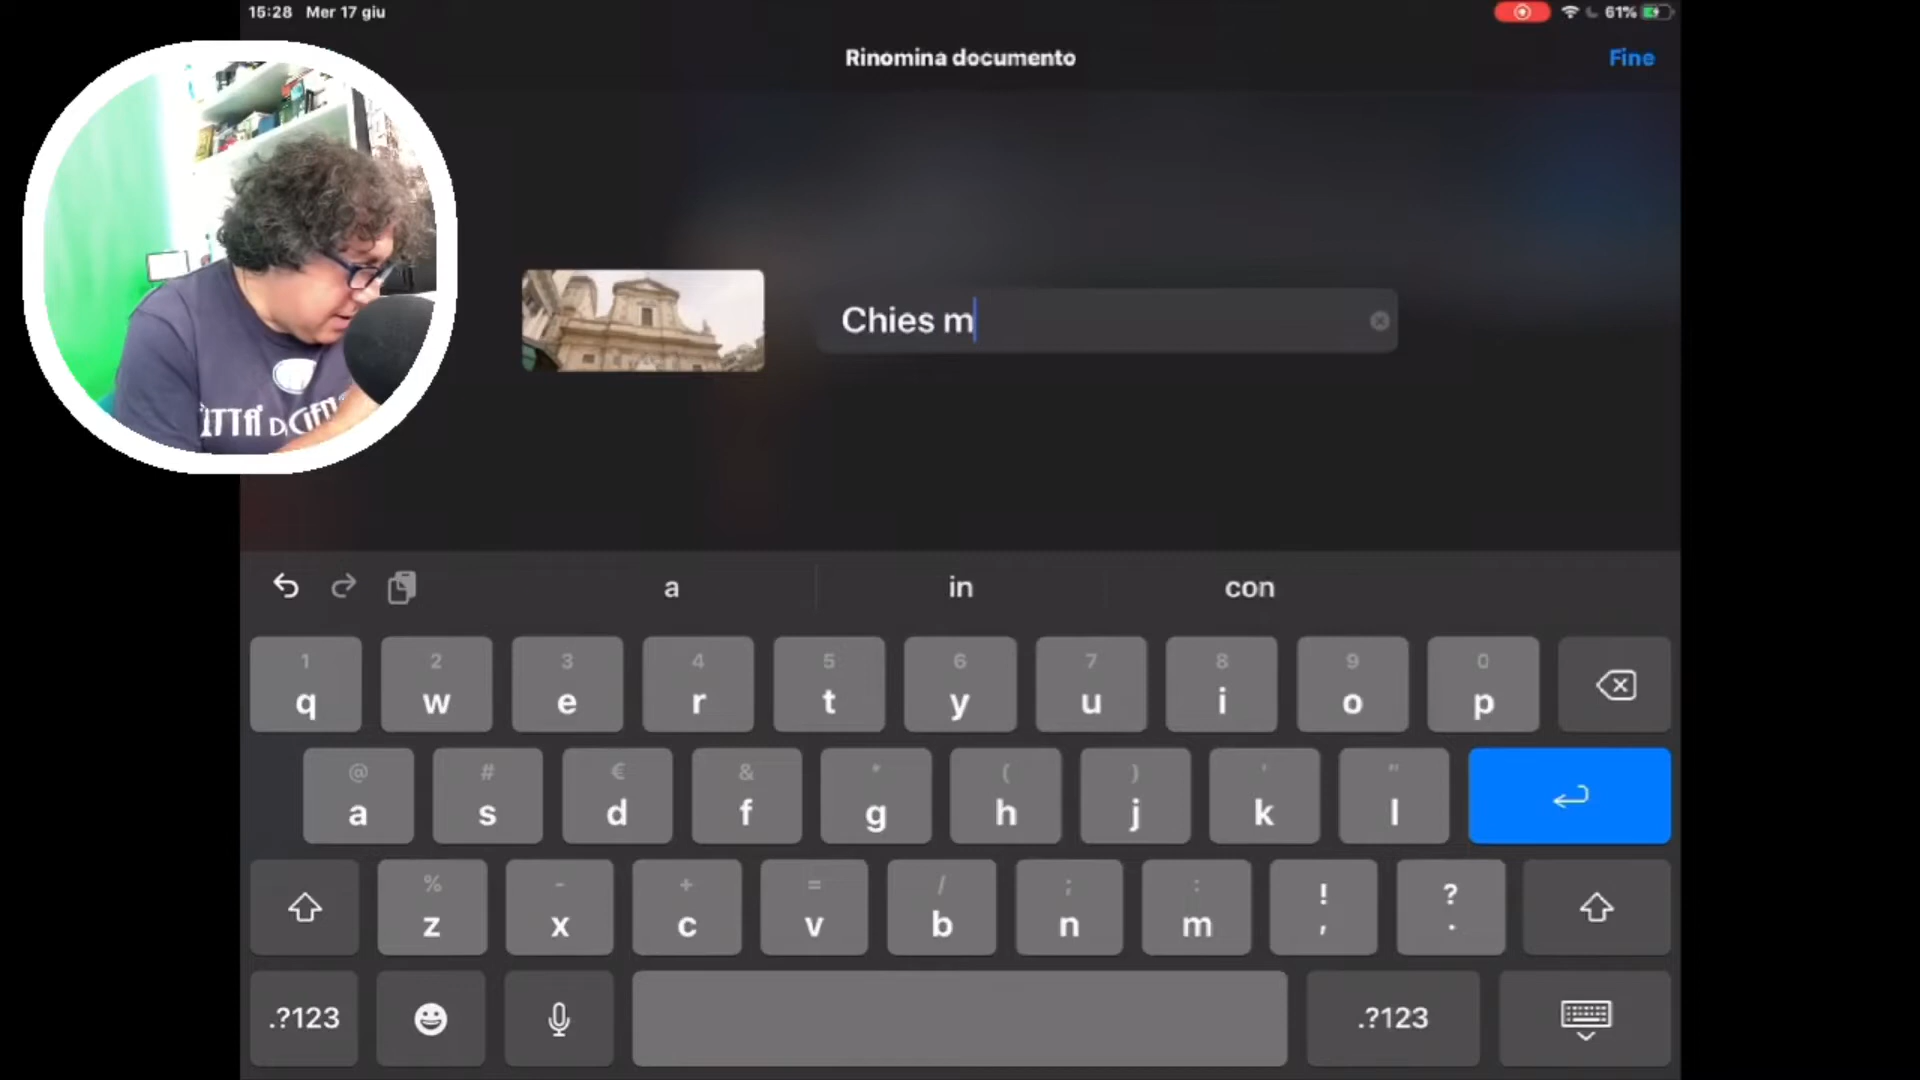 15:28 Mer 17 giu
61%
Rinomina documento
Fine
Chies m
a in con
1 2 3 4 5 6 7 8 9 0
q w e r t y u i o p
@ # € & * ( ) ' "
a s d f g h j k l
% - + = / ; : ! ?
z x c v b n m , .
.?123 .?123